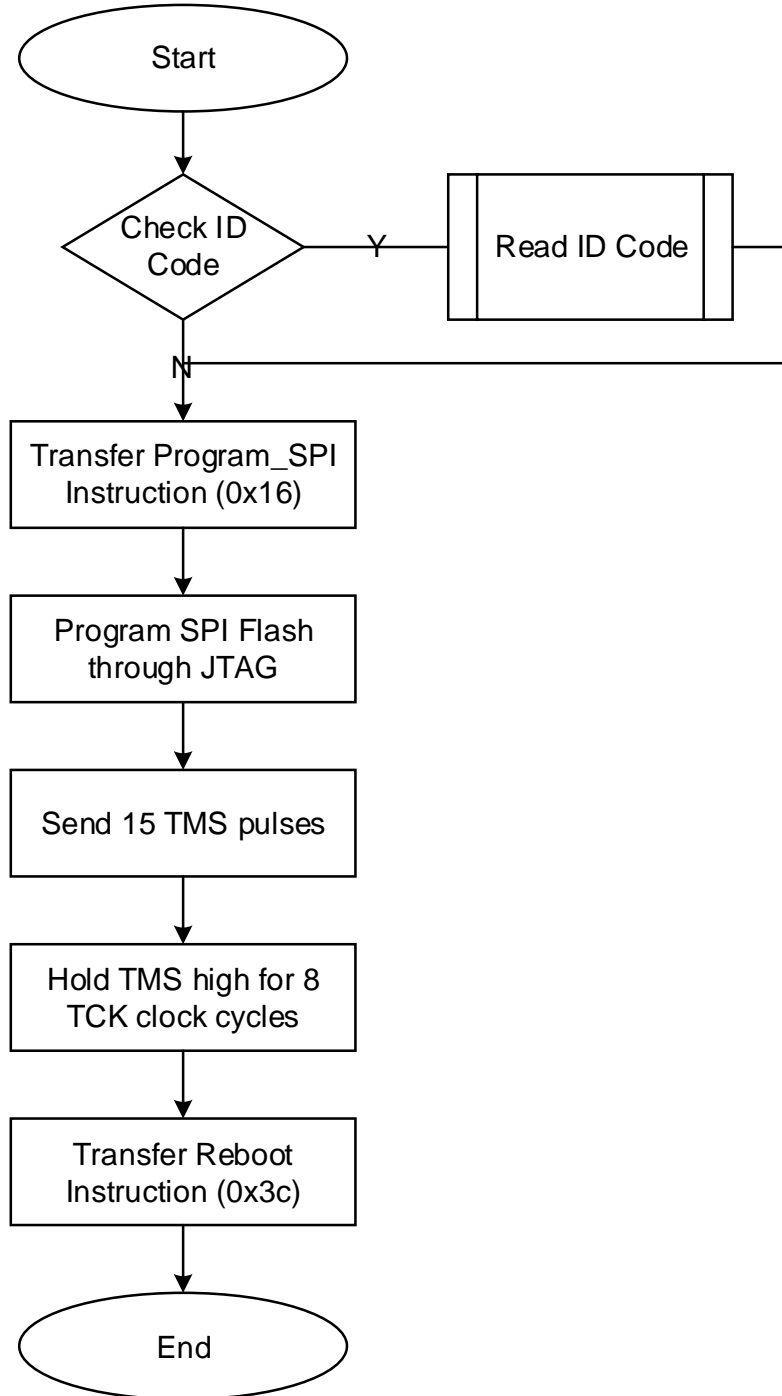 Start
Check ID
Code
Y
Read ID Code
N
Transfer Program_SPI
Instruction (0x16)
Program SPI Flash
through JTAG
Send 15 TMS pulses
Hold TMS high for 8
TCK clock cycles
Transfer Reboot
Instruction (0x3c)
End